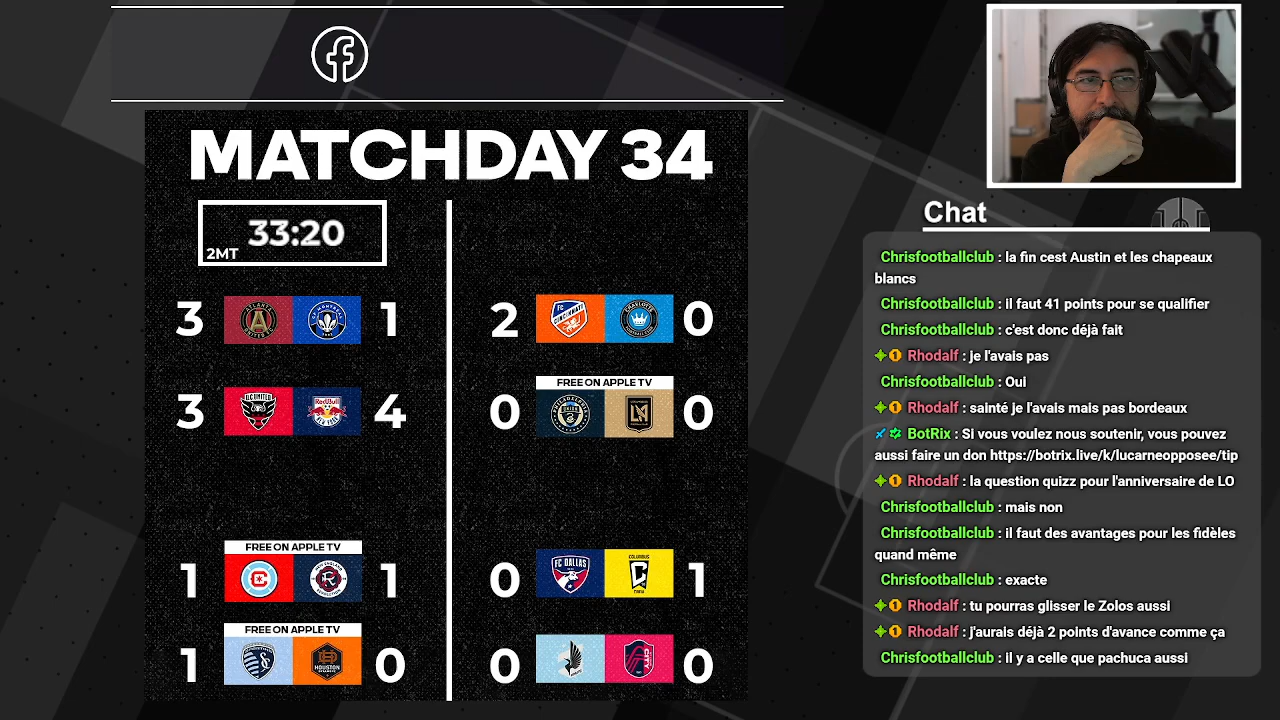 MATCHDAY 34
33:20
2MT
3
1
3
4
FREE ON APPLE TV
1
1
FREE ON APPLE TV
1
0
2
0
FREE ON APPLE TV
0
0
0
1
0
0
Chat
Chrisfootballclub : la fin cest Austin et les chapeaux
blancs
Chrisfootballclub : il faut 41 points pour se qualifier
Chrisfootballclub : c'est donc déjà fait
1 Rhodalf : je l'avais pas
Chrisfootballclub : Oui
1 Rhodalf : sainté je l'avais mais pas bordeaux
BotRix : Si vous voulez nous soutenir, vous pouvez
aussi faire un don https://botrix.live/k/lucarneopposee/tip
1 Rhodalf : la question quizz pour l'anniversaire de LO
Chrisfootballclub : mais non
Chrisfootballclub : il faut des avantages pour les fidèles
quand même
Chrisfootballclub : exacte
1 Rhodalf : tu pourras glisser le Zolos aussi
1 Rhodalf : j'aurais déjà 2 points d'avance comme ça
Chrisfootballclub : il y a celle que pachuca aussi